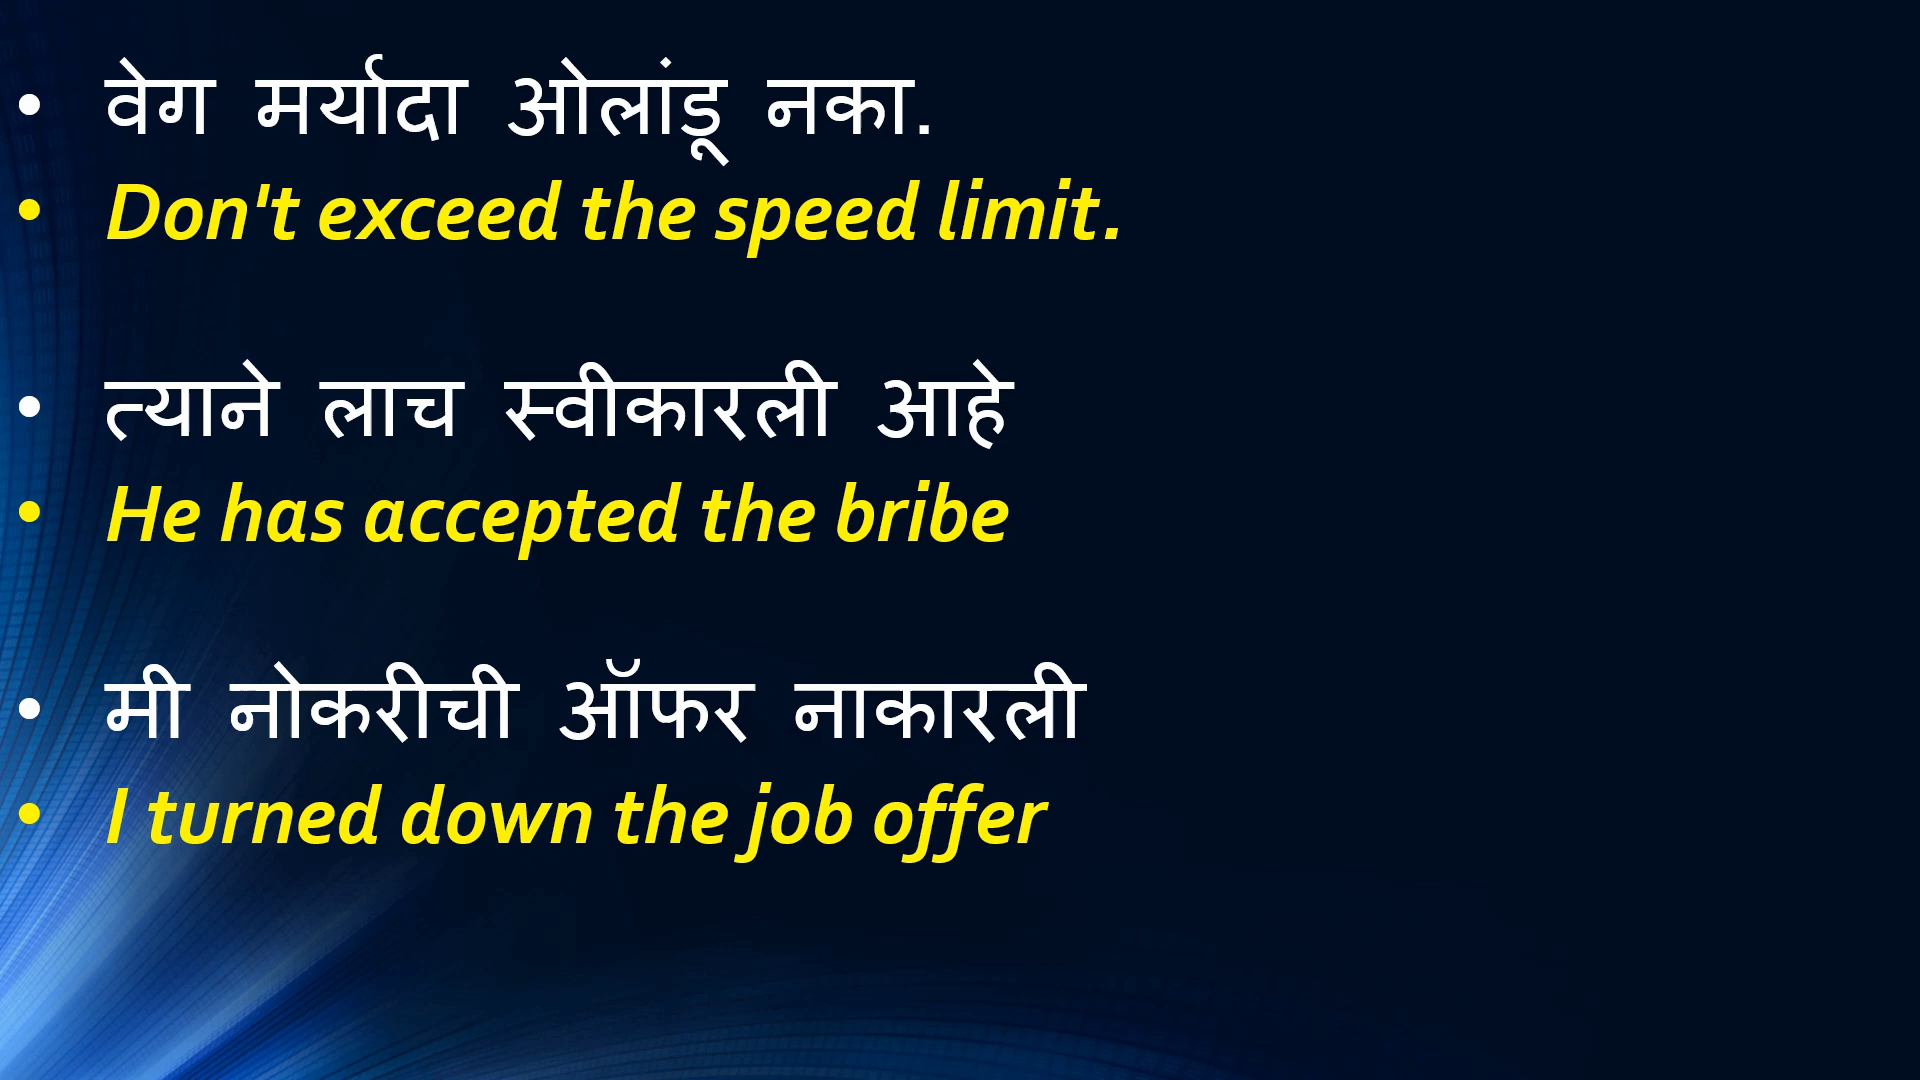 • वेग मर्यादा ओलांडू नका.
• Don't exceed the speed limit.
• त्याने लाच स्वीकारली आहे
• He has accepted the bribe
• मी नोकरीची ऑफर नाकारली
• I turned down the job offer